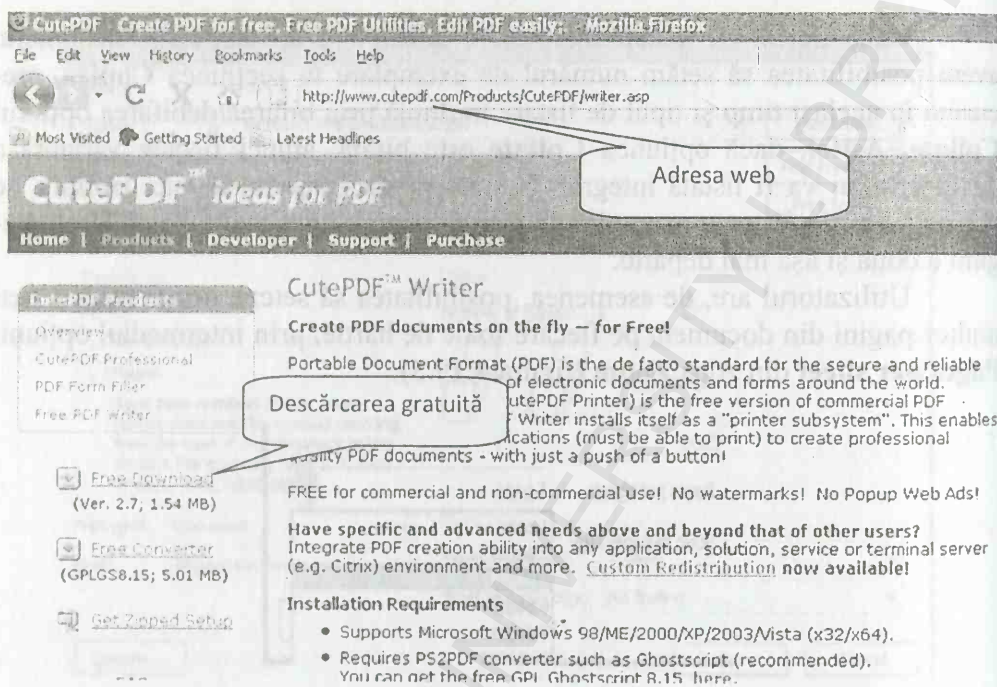 CutePDF - Create PDF for free, Free PDF Utilities, Edit PDF easily; - Mozilla Firefox
File Edit View History Bookmarks Tools Help
http://www.cutepdf.com/Products/CutePDF/writer.asp
Most Visited Getting Started Latest Headlines
Adresa web
CutePDF™ ideas for PDF
Home | Products | Developer | Support | Purchase
CutePDF Products
Overview
CutePDF Professional
PDF Form Filler
Free PDF Writer
Descărcarea gratuită
Free Download
(Ver. 2.7; 1.54 MB)
Free Converter
(GPLGS8.15; 5.01 MB)
Get Zipped Setup
CutePDF™ Writer
Create PDF documents on the fly — for Free!
Portable Document Format (PDF) is the de facto standard for the secure and reliable
of electronic documents and forms around the world.
utePDF Printer) is the free version of commercial PDF
Writer installs itself as a "printer subsystem". This enables
ications (must be able to print) to create professional
quality PDF documents - with just a push of a button!
FREE for commercial and non-commercial use! No watermarks! No Popup Web Ads!
Have specific and advanced needs above and beyond that of other users?
Integrate PDF creation ability into any application, solution, service or terminal server
(e.g. Citrix) environment and more. Custom Redistribution now available!
Installation Requirements
• Supports Microsoft Windows 98/ME/2000/XP/2003/Vista (x32/x64).
• Requires PS2PDF converter such as Ghostscript (recommended).
You can get the free GPL Ghostscript 8.15 here.